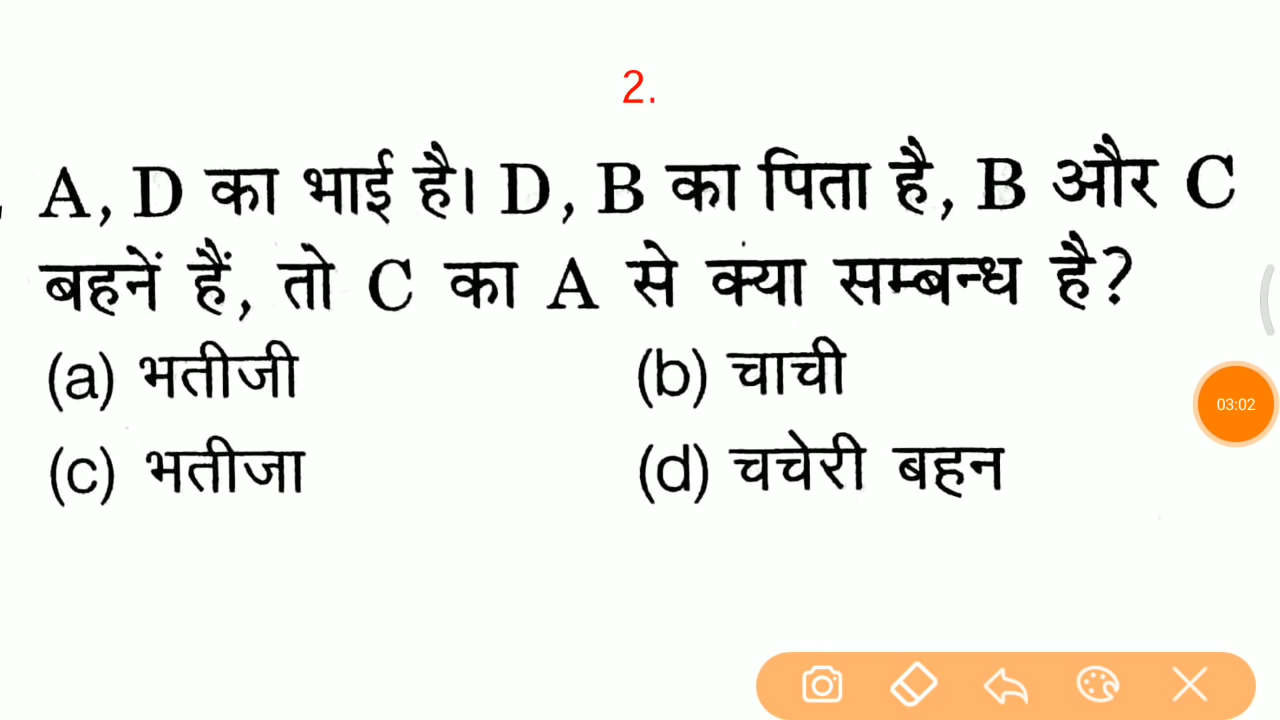 2.
A, D का भाई है। D, B का पिता है, B और C
बहनें हैं, तो C का A से क्या सम्बन्ध है?
(a) भतीजी (b) चाची
(c) भतीजा (d) चचेरी बहन
03:02